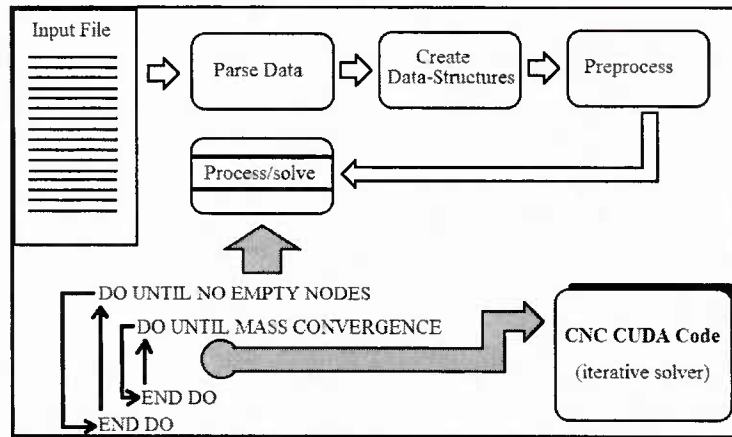 Input File
Parse Data
Create
Data-Structures
Preprocess
Process/solve
DO UNTIL NO EMPTY NODES
DO UNTIL MASS CONVERGENCE
END DO
END DO
CNC CUDA Code
(iterative solver)